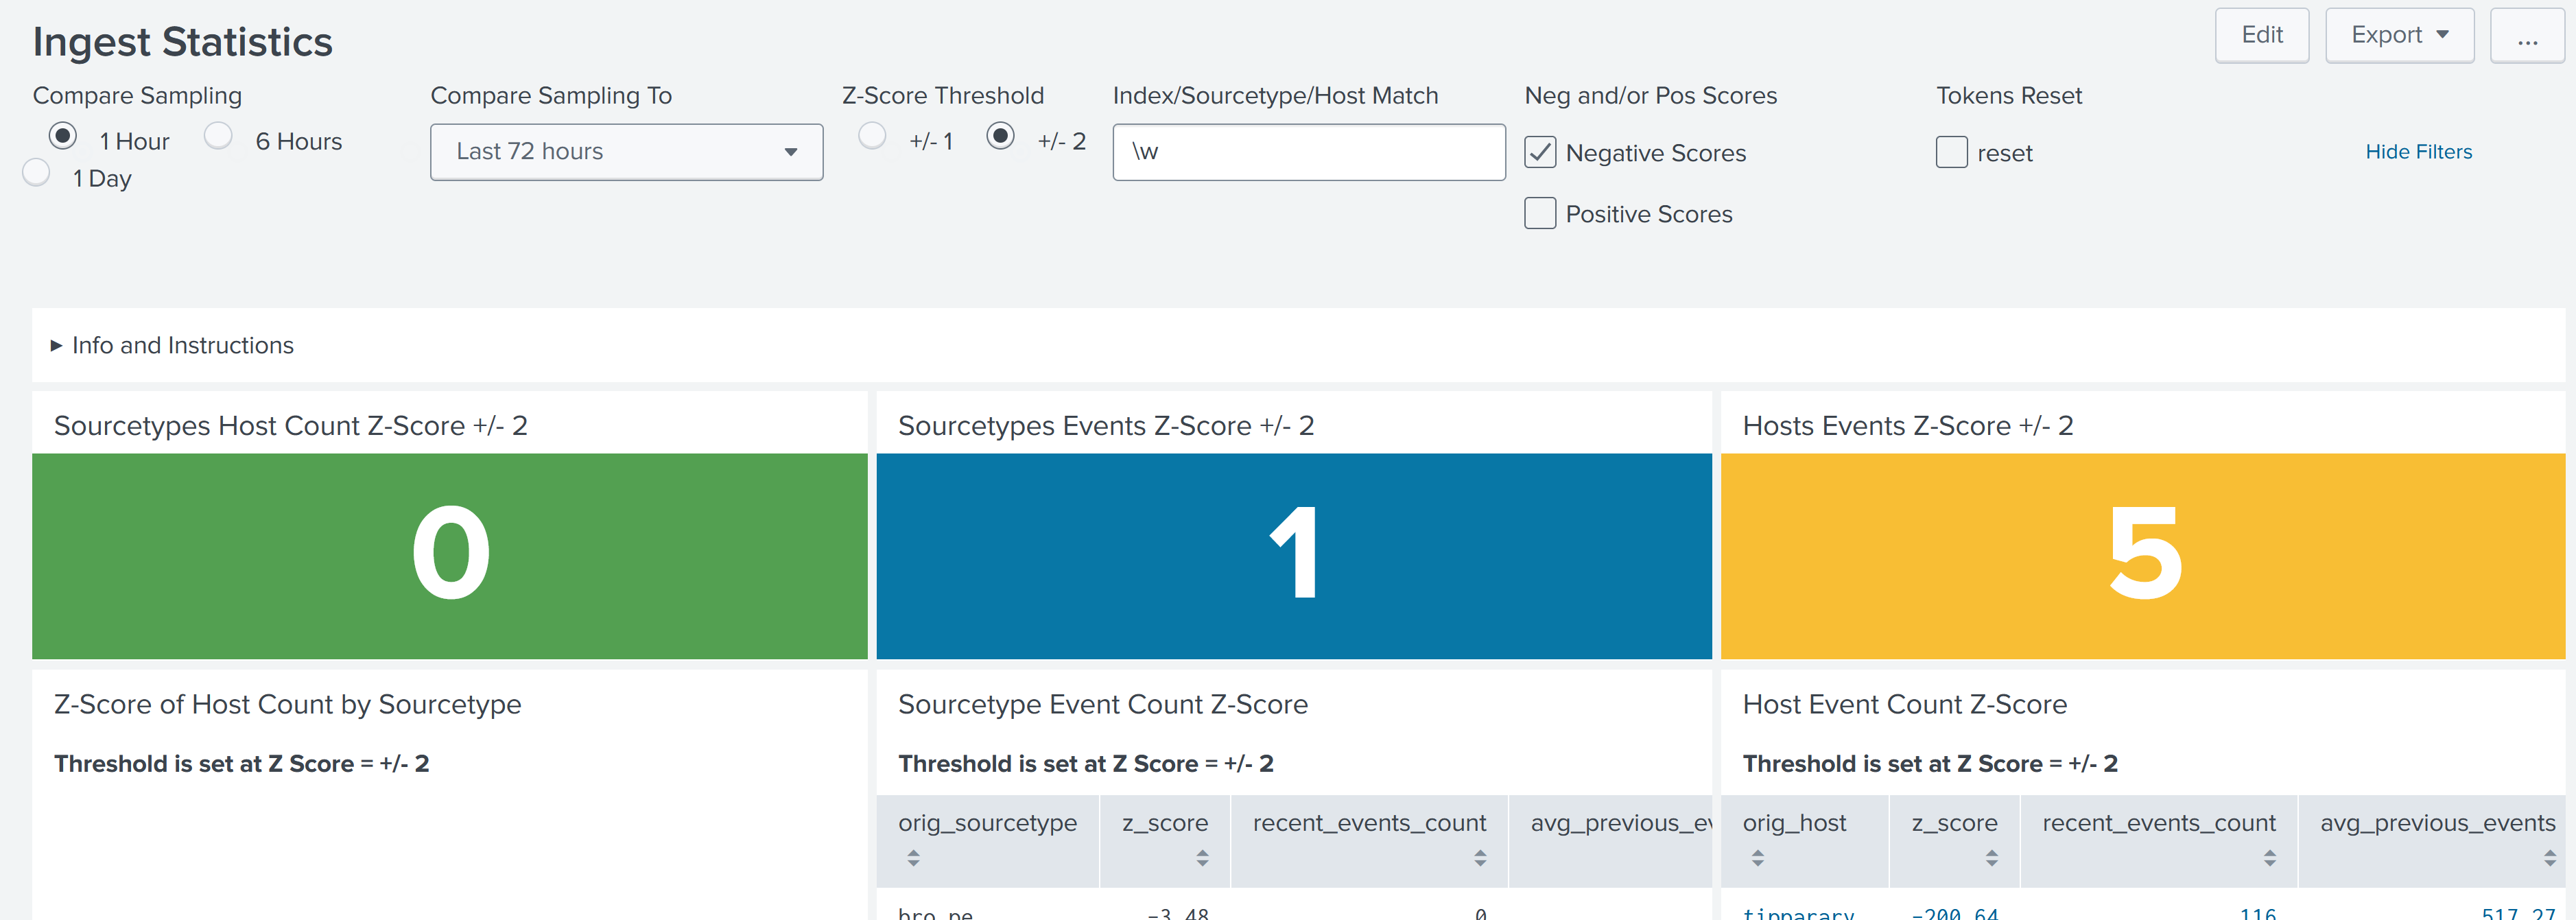 Ingest Statistics
Edit
Export
...
Compare Sampling
1 Hour
6 Hours
1 Day
Compare Sampling To
Last 72 hours
Z-Score Threshold
+/- 1
+/- 2
Index/Sourcetype/Host Match
\w
Neg and/or Pos Scores
Negative Scores
Positive Scores
Tokens Reset
reset
Hide Filters
Info and Instructions
Sourcetypes Host Count Z-Score +/- 2
0
Sourcetypes Events Z-Score +/- 2
1
Hosts Events Z-Score +/- 2
5
Z-Score of Host Count by Sourcetype
Threshold is set at Z Score = +/- 2
Sourcetype Event Count Z-Score
Threshold is set at Z Score = +/- 2
orig_sourcetype z_score recent_events_count avg_previous_ev
-3.48 0
Host Event Count Z-Score
Threshold is set at Z Score = +/- 2
orig_host z_score recent_events_count avg_previous_events
tipparary -200.64 116 517.27